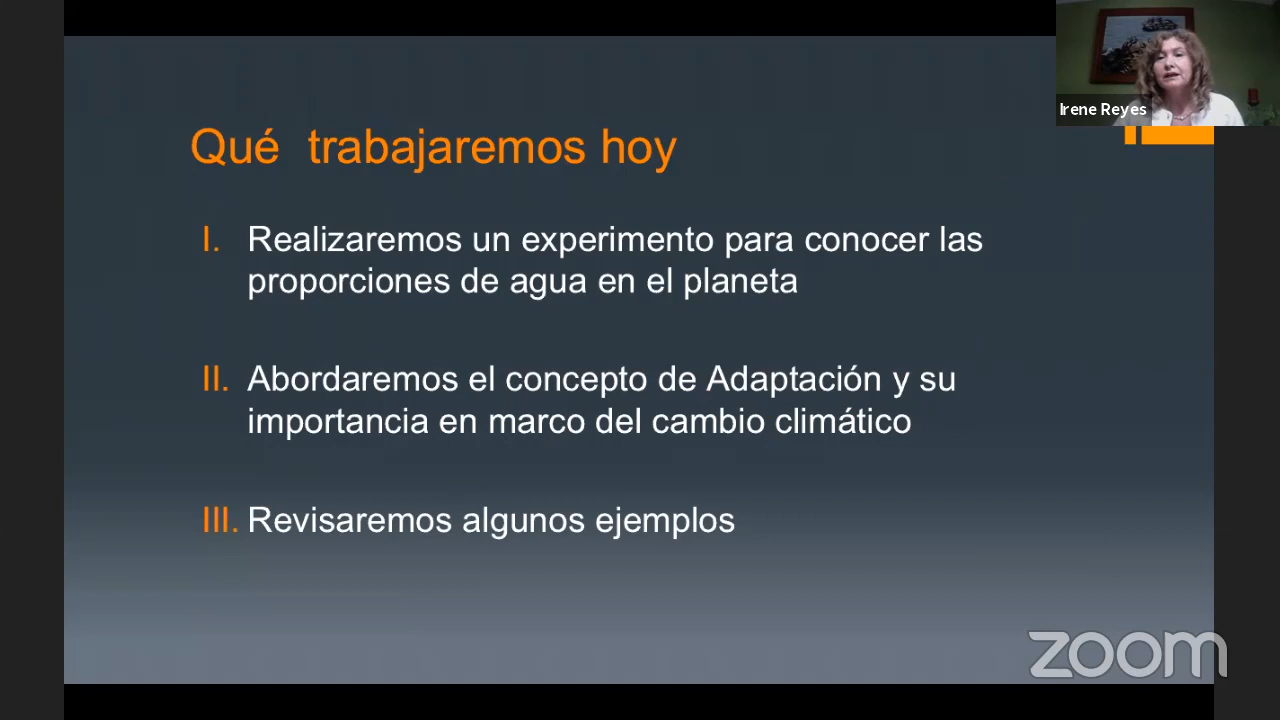 Irene Reyes
Qué trabajaremos hoy
I. Realizaremos un experimento para conocer las
proporciones de agua en el planeta
II. Abordaremos el concepto de Adaptación y su
importancia en marco del cambio climático
III. Revisaremos algunos ejemplos
zoom